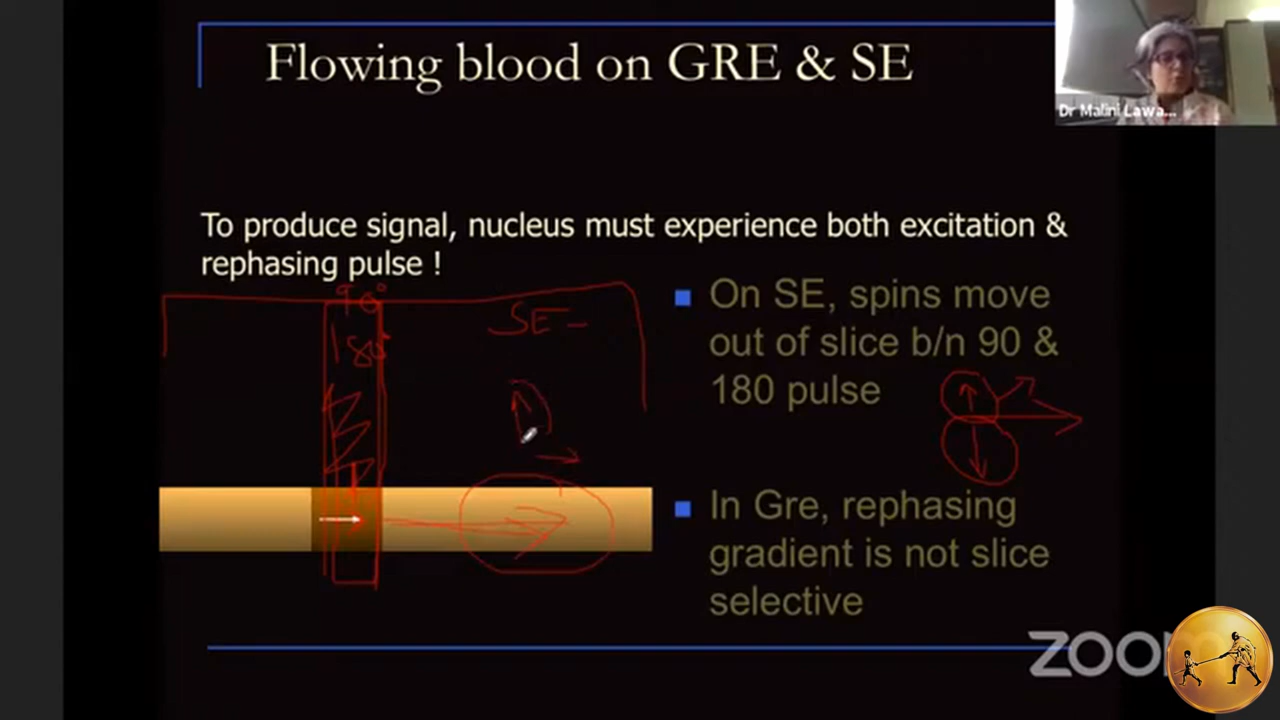 Flowing blood on GRE & SE
Dr Malini Lawa...
To produce signal, nucleus must experience both excitation &
rephasing pulse !
90°
180°
SE-
On SE, spins move
out of slice b/n 90 &
180 pulse
In Gre, rephasing
gradient is not slice
selective